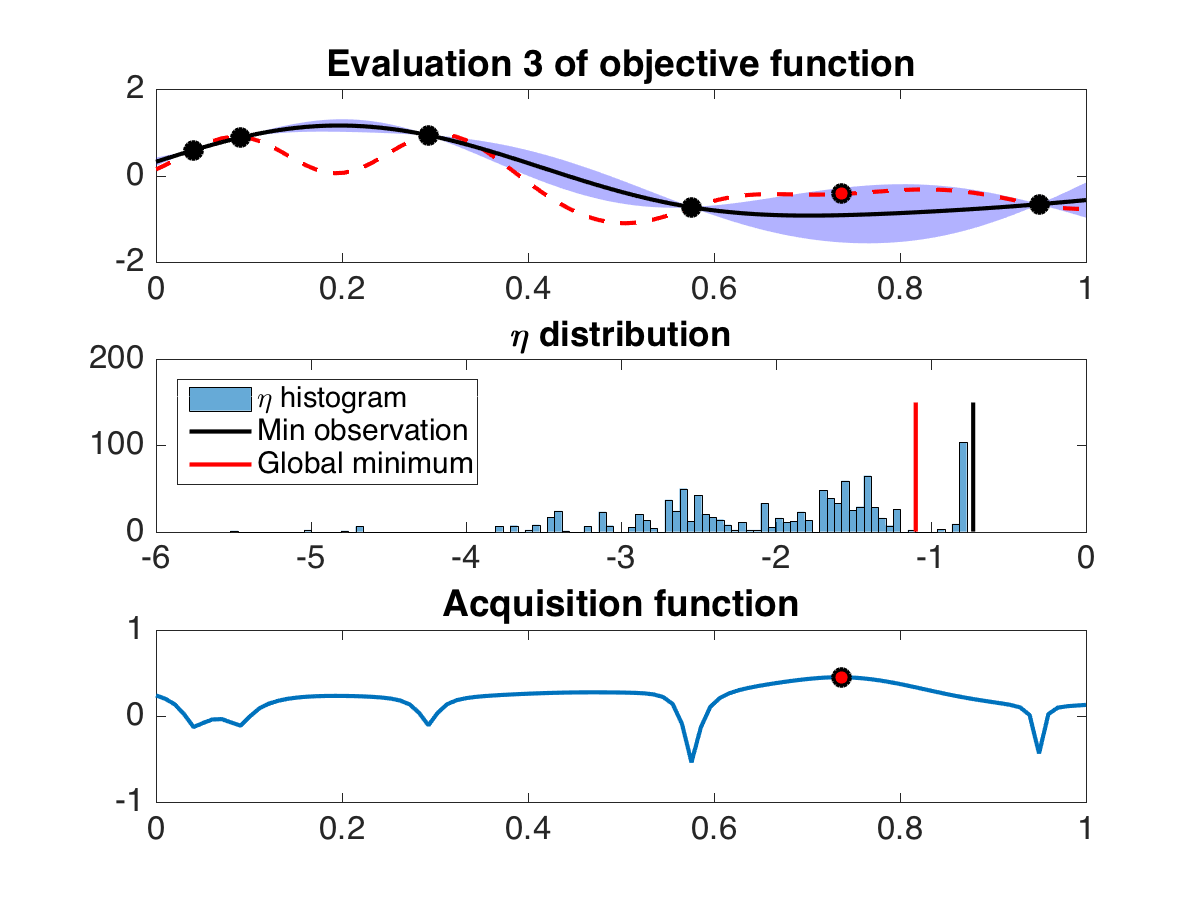 Evaluation 3 of objective function
2
0
-2
0 0.2 0.4 0.6 0.8 1
η distribution
200
100
0
η histogram
Min observation
Global minimum
-6 -5 -4 -3 -2 -1 0
Acquisition function
1
0
-1
0 0.2 0.4 0.6 0.8 1